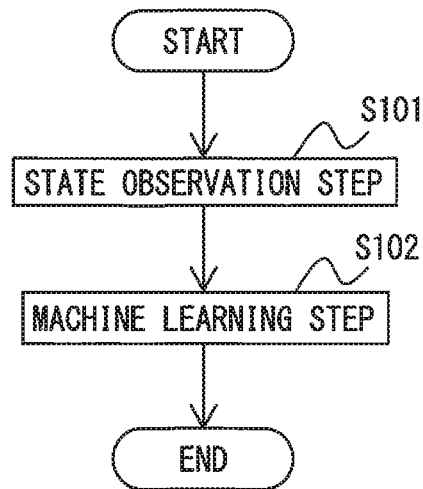 START
S101
STATE OBSERVATION STEP
S102
MACHINE LEARNING STEP
END